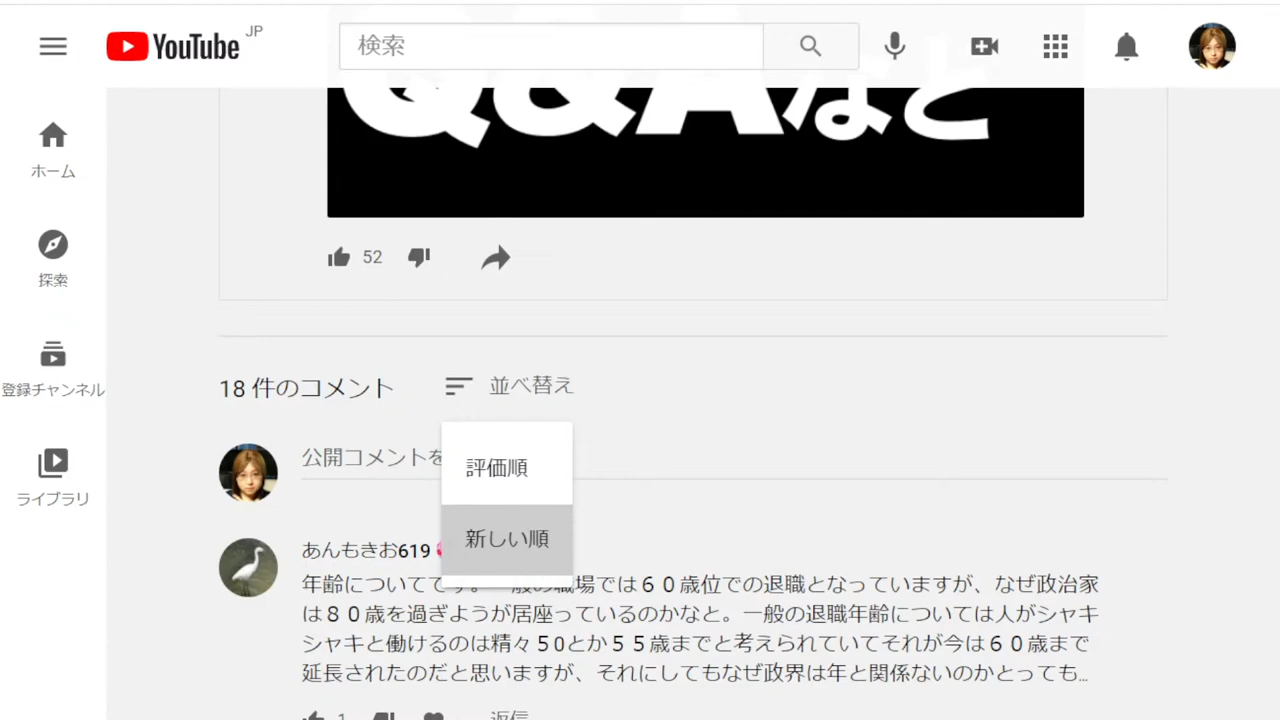 YouTube JP
検索
Q&Aなど
ホーム
探索
登録チャンネル
ライブラリ
52
18 件のコメント
並べ替え
公開コメントを
評価順
新しい順
あんもきお619
年齢についてです。一般の職場では６０歳位での退職となっていますが、なぜ政治家
は８０歳を過ぎようが居座っているのかなと。一般の退職年齢については人がシャキ
シャキと働けるのは精々５0とか５５歳までと考えられていてそれが今は６０歳まで
延長されたのだと思いますが、それにしてもなぜ政界は年と関係ないのかとっても...
1
返信